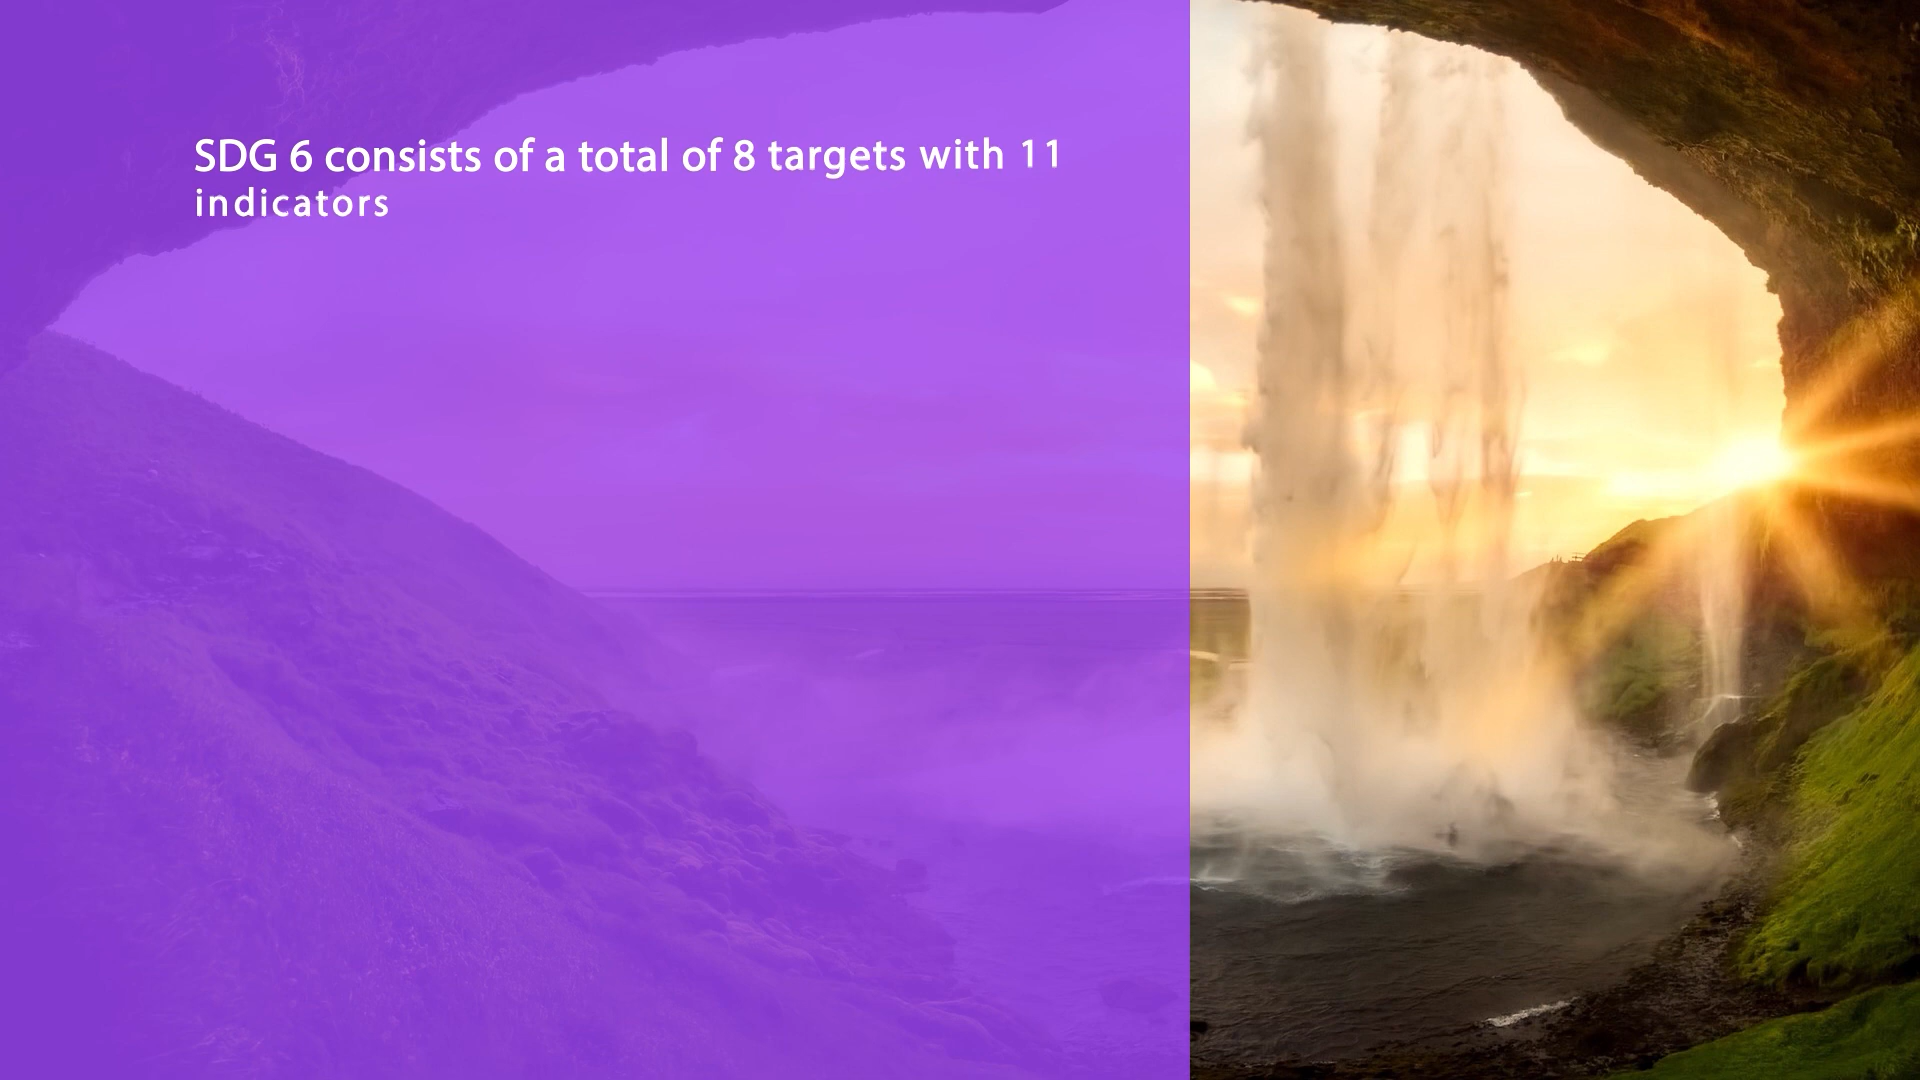 SDG 6 consists of a total of 8 targets with 11
indicators